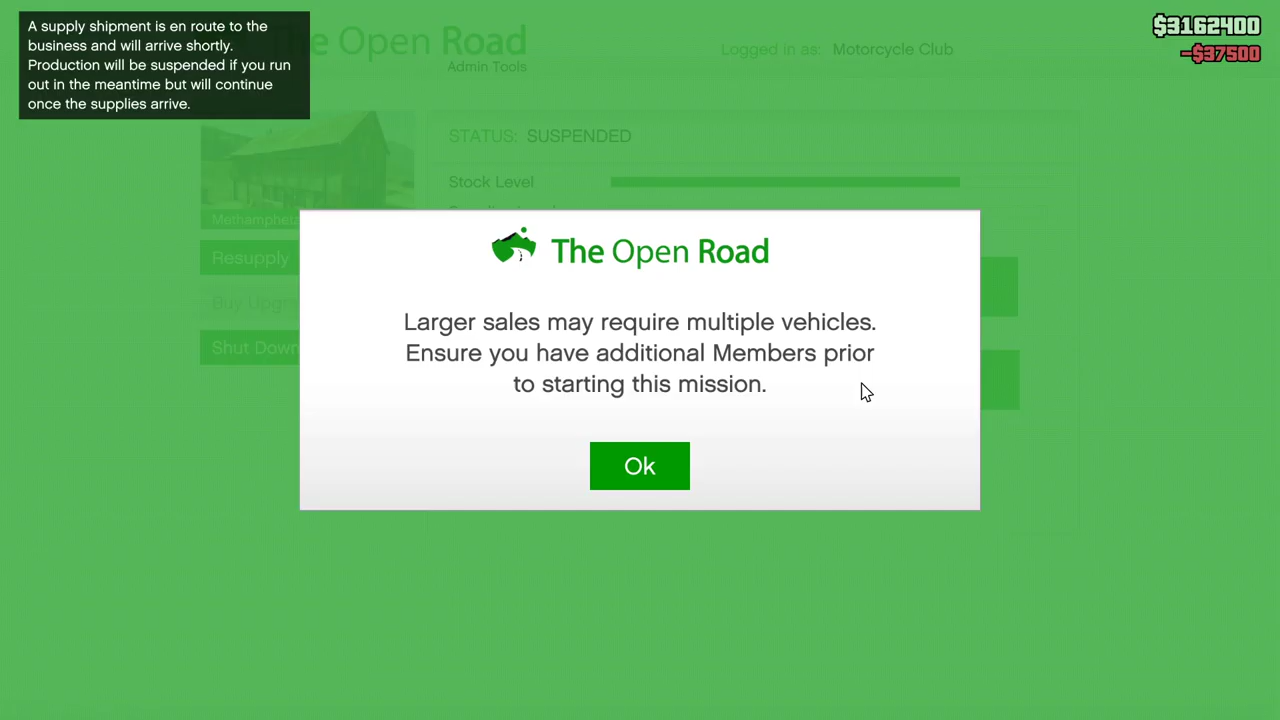 A supply shipment is en route to the
business and will arrive shortly.
Production will be suspended if you run
out in the meantime but will continue
once the supplies arrive.
$3162400
-$37500
The Open Road
Admin Tools
Logged in as: Motorcycle Club
STATUS: SUSPENDED
Stock Level
Resupply
Shut Down
The Open Road
Larger sales may require multiple vehicles.
Ensure you have additional Members prior
to starting this mission.
Ok